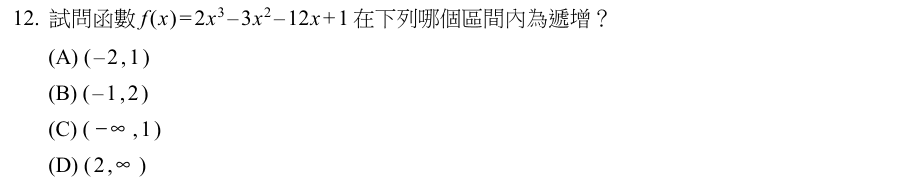 12. 試問函數 f(x)=2x³–3x²–12x+1 在下列哪個區間內為遞增？
(A) (–2,1)
(B) (–1,2)
(C) (–∞,1)
(D) (2,∞)